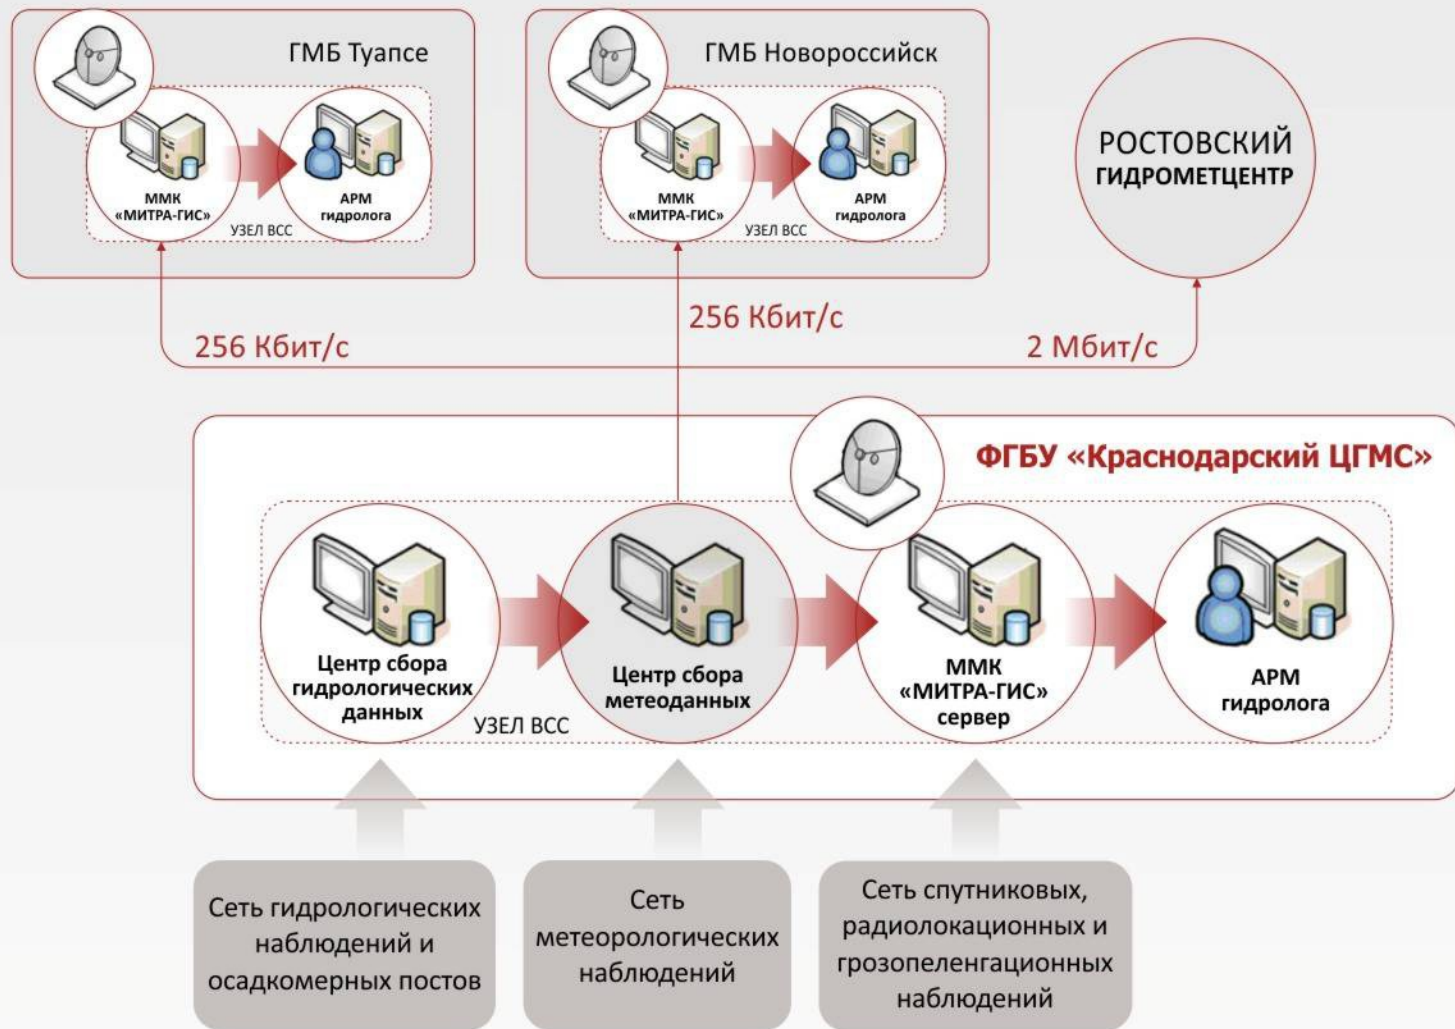 ГМБ Туапсе
ММК
«МИТРА-ГИС»
АРМ
гидролога
УЗЕЛ ВСС
ГМБ Новороссийск
ММК
«МИТРА-ГИС»
АРМ
гидролога
УЗЕЛ ВСС
РОСТОВСКИЙ
ГИДРОМЕТЦЕНТР
256 Кбит/с
256 Кбит/с
2 Мбит/с
ФГБУ «Краснодарский ЦГМС»
Центр сбора
гидрологических
данных
УЗЕЛ ВСС
Центр сбора
метеоданных
ММК
«МИТРА-ГИС»
сервер
АРМ
гидролога
Сеть гидрологических
наблюдений и
осадкомерных постов
Сеть
метеорологических
наблюдений
Сеть спутниковых,
радиолокационных и
грозопеленгационных
наблюдений